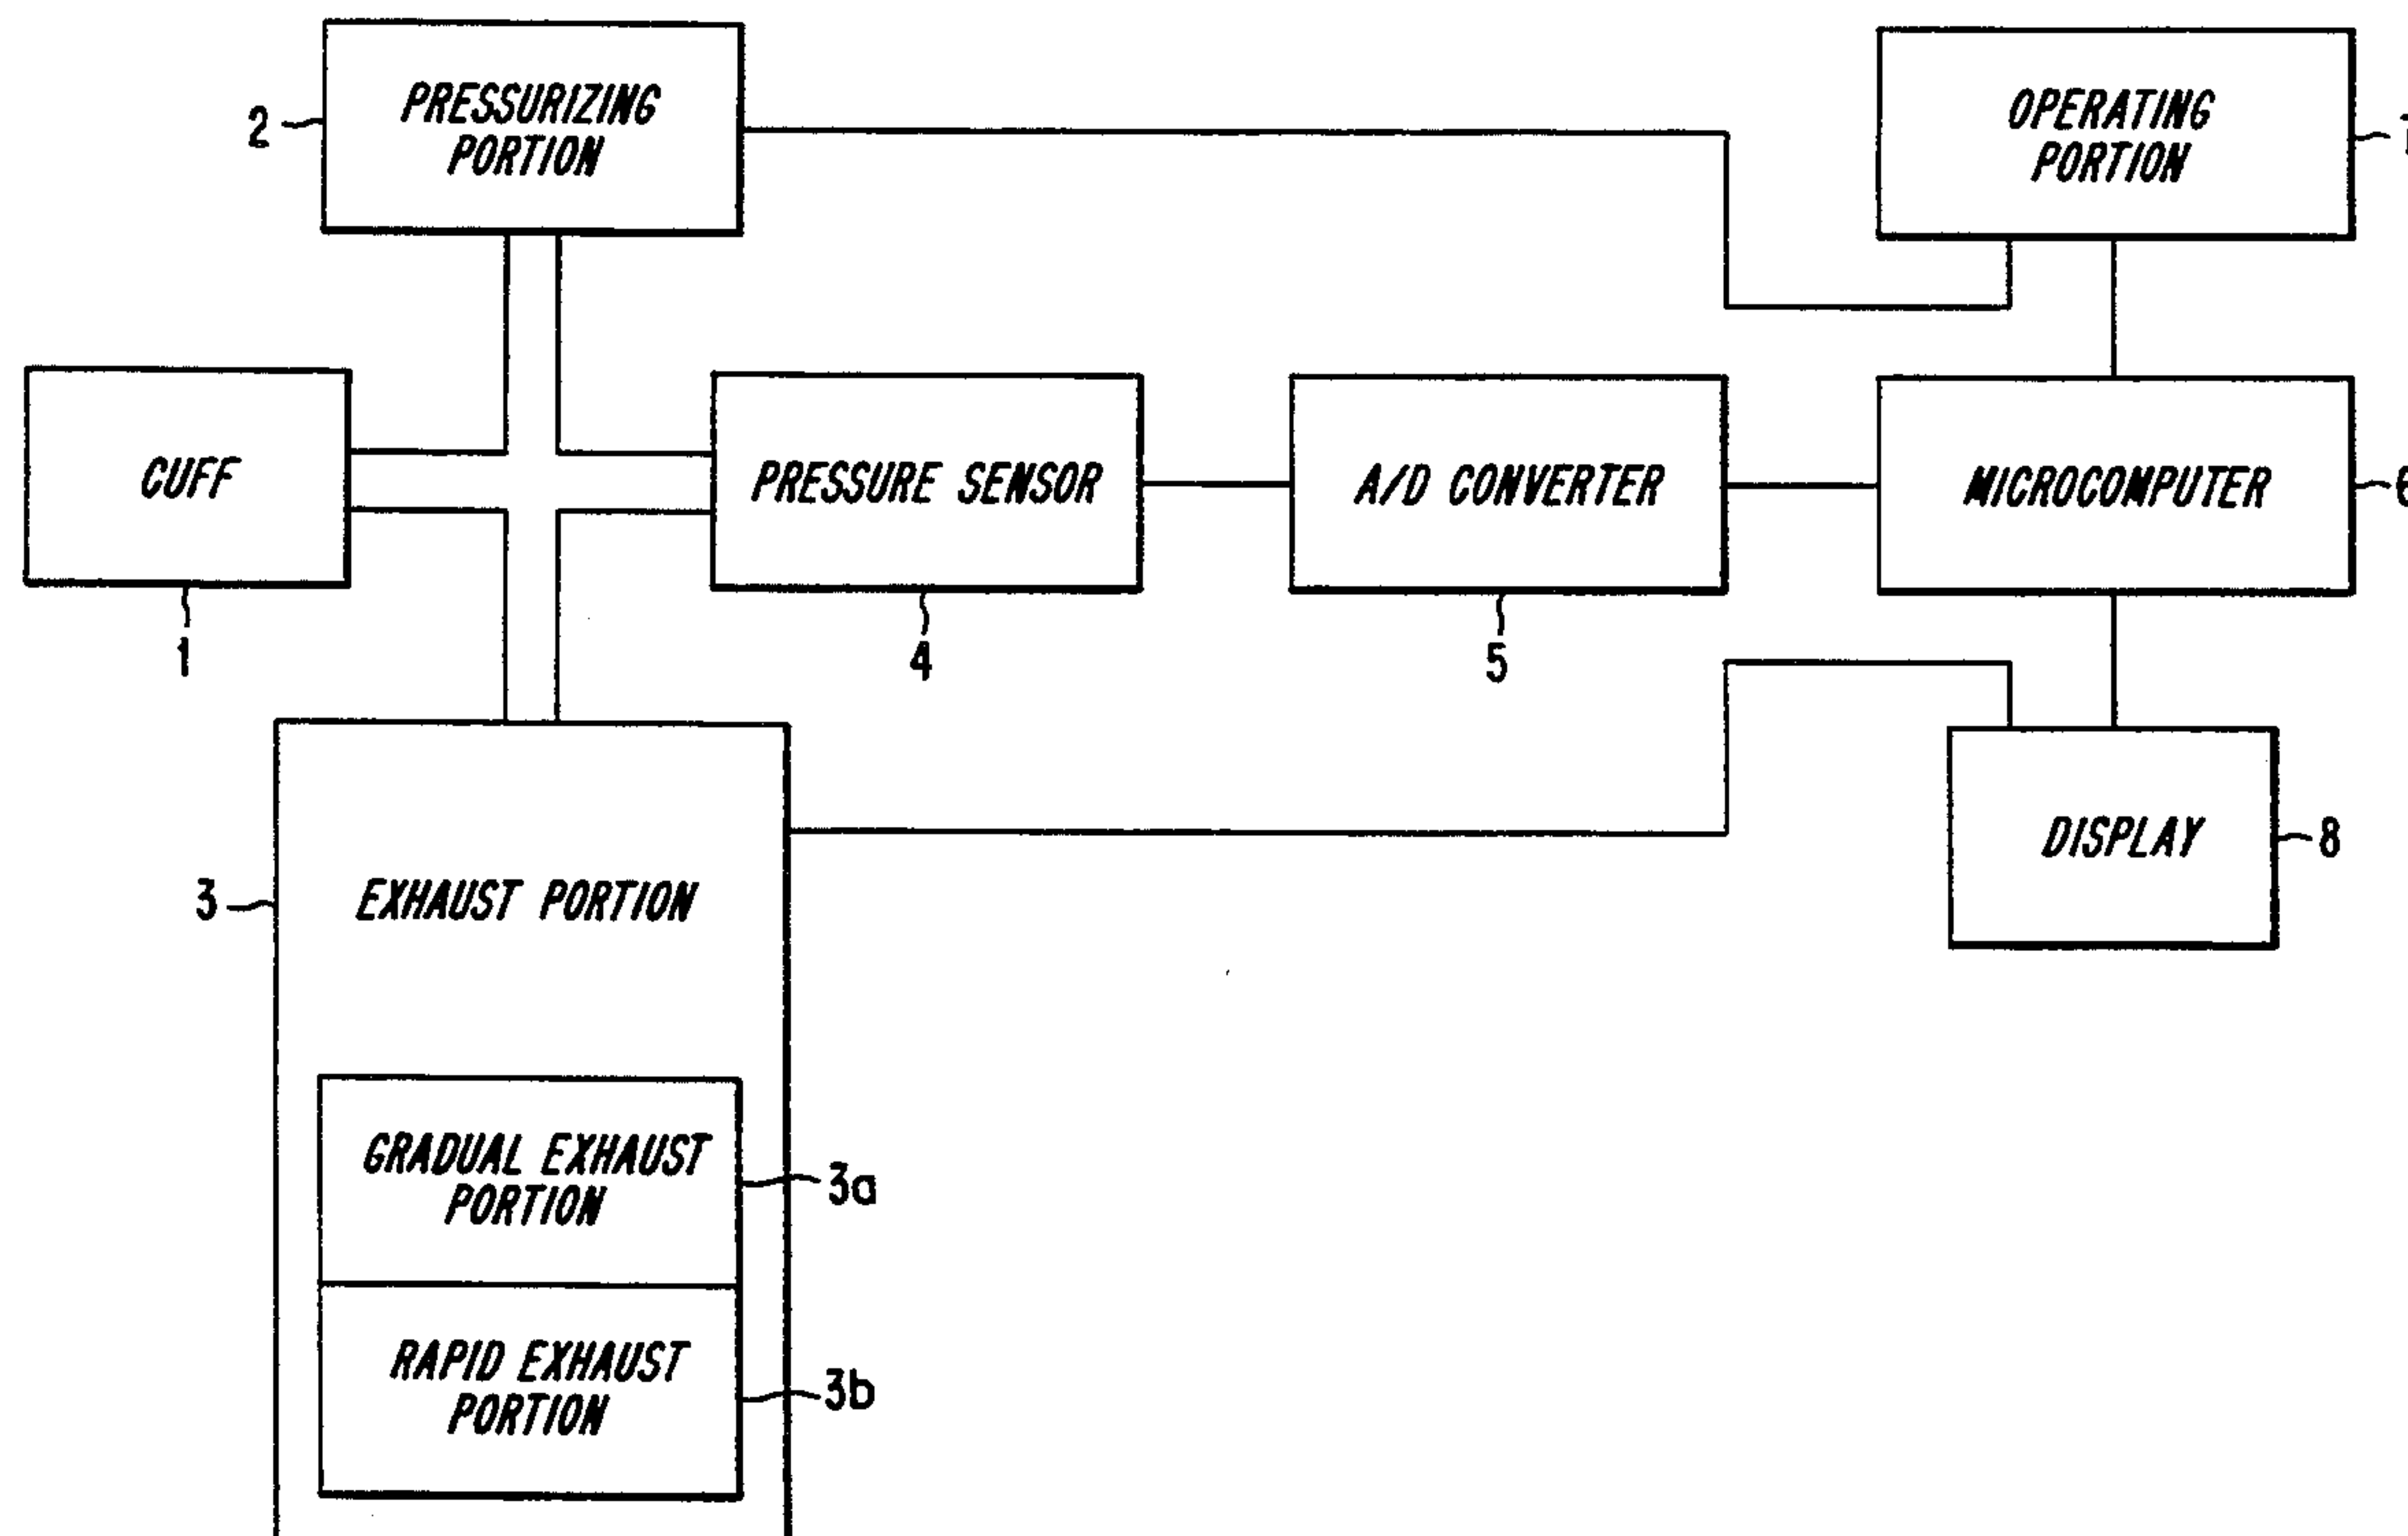 PRESSURIZING
PORTION
2
OPERATING
PORTION
CUFF
1
PRESSURE SENSOR
4
A/D CONVERTER
5
MICROCOMPUTER
EXHAUST PORTION
3
DISPLAY
8
GRADUAL EXHAUST
PORTION
3a
RAPID EXHAUST
PORTION
3b